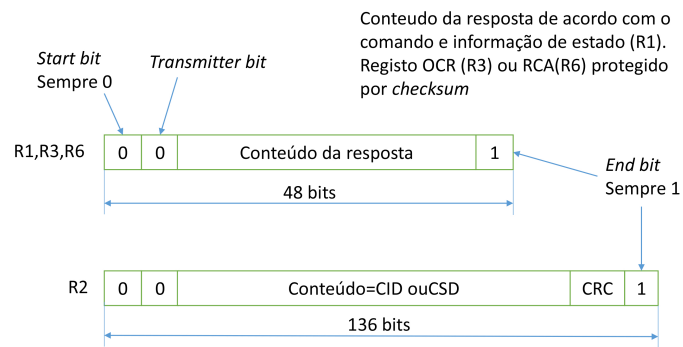 Conteudo da resposta de acordo com o
comando e informação de estado (R1).
Registo OCR (R3) ou RCA(R6) protegido
por checksum
Start bit
Sempre 0
Transmitter bit
R1,R3,R6
0 0 Conteúdo da resposta 1
48 bits
End bit
Sempre 1
R2
0 0 Conteúdo=CID ouCSD CRC 1
136 bits